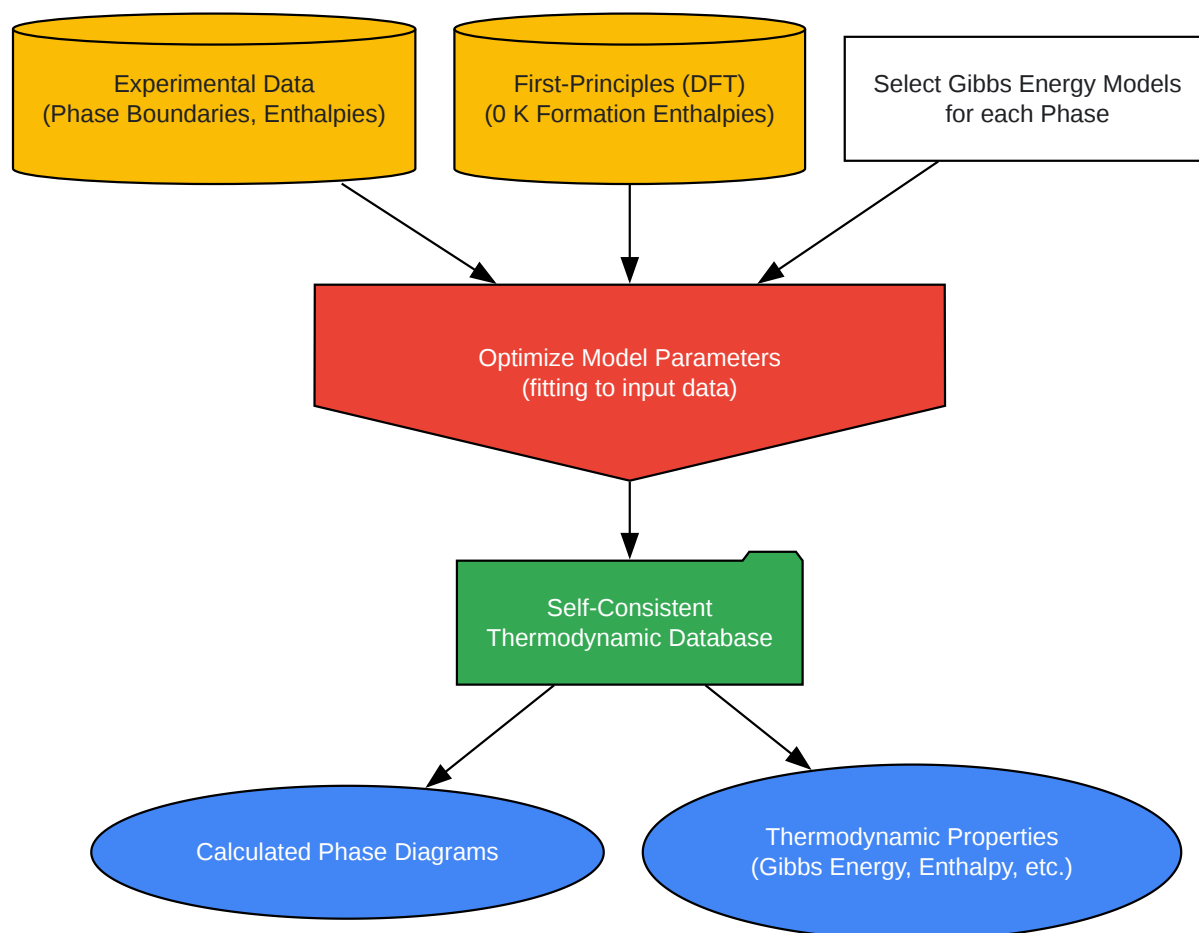 Experimental Data
(Phase Boundaries, Enthalpies)
First-Principles (DFT)
(0 K Formation Enthalpies)
Select Gibbs Energy Models
for each Phase
Optimize Model Parameters
(fitting to input data)
Self-Consistent
Thermodynamic Database
Calculated Phase Diagrams
Thermodynamic Properties
(Gibbs Energy, Enthalpy, etc.)